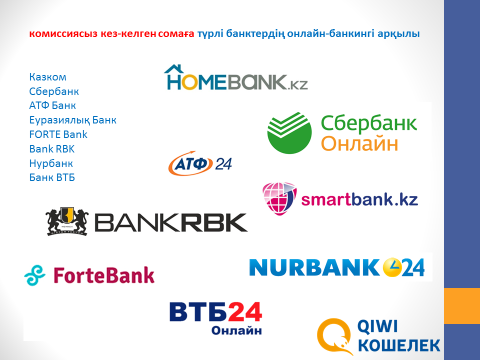 комиссиясыз кез-келген сомаға түрлі банктердің онлайн-банкингі арқылы
Казком
Сбербанк
АТФ Банк
Еуразиялық Банк
FORTE Bank
Bank RBK
Нурбанк
Банк ВТБ
HOMEBANK.KZ
Сбербанк
Онлайн
АТФ 24
smartbank.kz
BANKRBK
ForteBank
NURBANK 24
ВТБ24
Онлайн
QIWI
КОШЕЛЕК